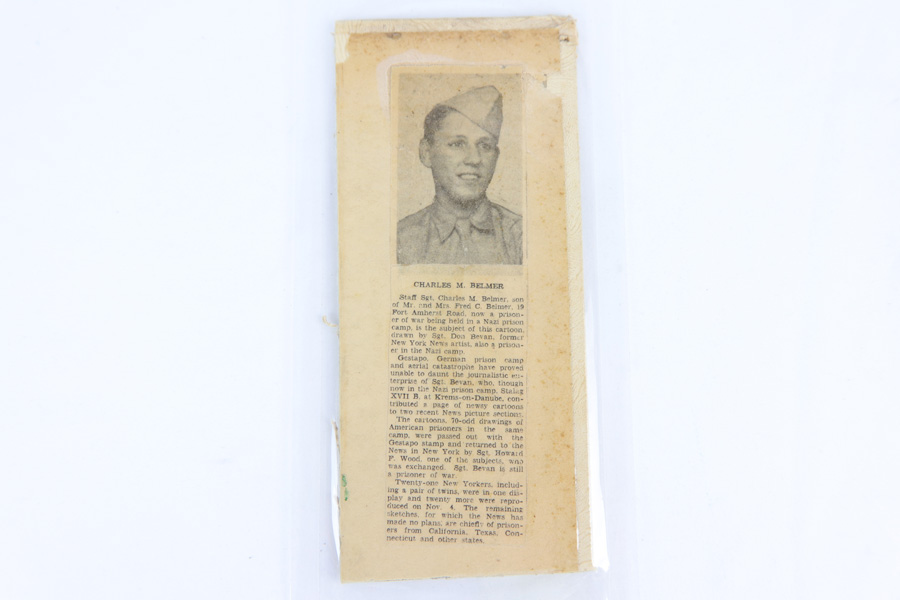 CHARLES M. BELMER
Staff Sgt. Charles M. Belmer, son
of Mr. and Mrs. Fred C. Belmer, 19
Fort Amherst Road, now a prison-
er of war being held in a Nazi prison
camp, is the subject of this cartoon,
drawn by Sgt. Don Bevan, former
New York News artist, also a prison-
er in the Nazi camp.
Gestapo, German prison camp
and aerial catastrophe have proved
unable to daunt the journalistic en-
terprise of Sgt. Bevan, who, though
now in the Nazi prison camp, Stalag
XVII B, at Krems-on-Danube, con-
tributed a page of newsy cartoons
to two recent News picture sections.
The cartoons, 70-odd drawings of
American prisoners in the same
camp, were passed out with the
Gestapo stamp and returned to the
News in New York by Sgt. Howard
F. Wood, one of the subjects, who
was exchanged. Sgt. Bevan is still
a prisoner of war.
Twenty-one New Yorkers, includ-
ing a pair of twins, were in one dis-
play and twenty more were repro-
duced on Nov. 4. The remaining
sketches, for which the News has
made no plans, are chiefly of prison-
ers from California, Texas, Con-
necticut and other states.